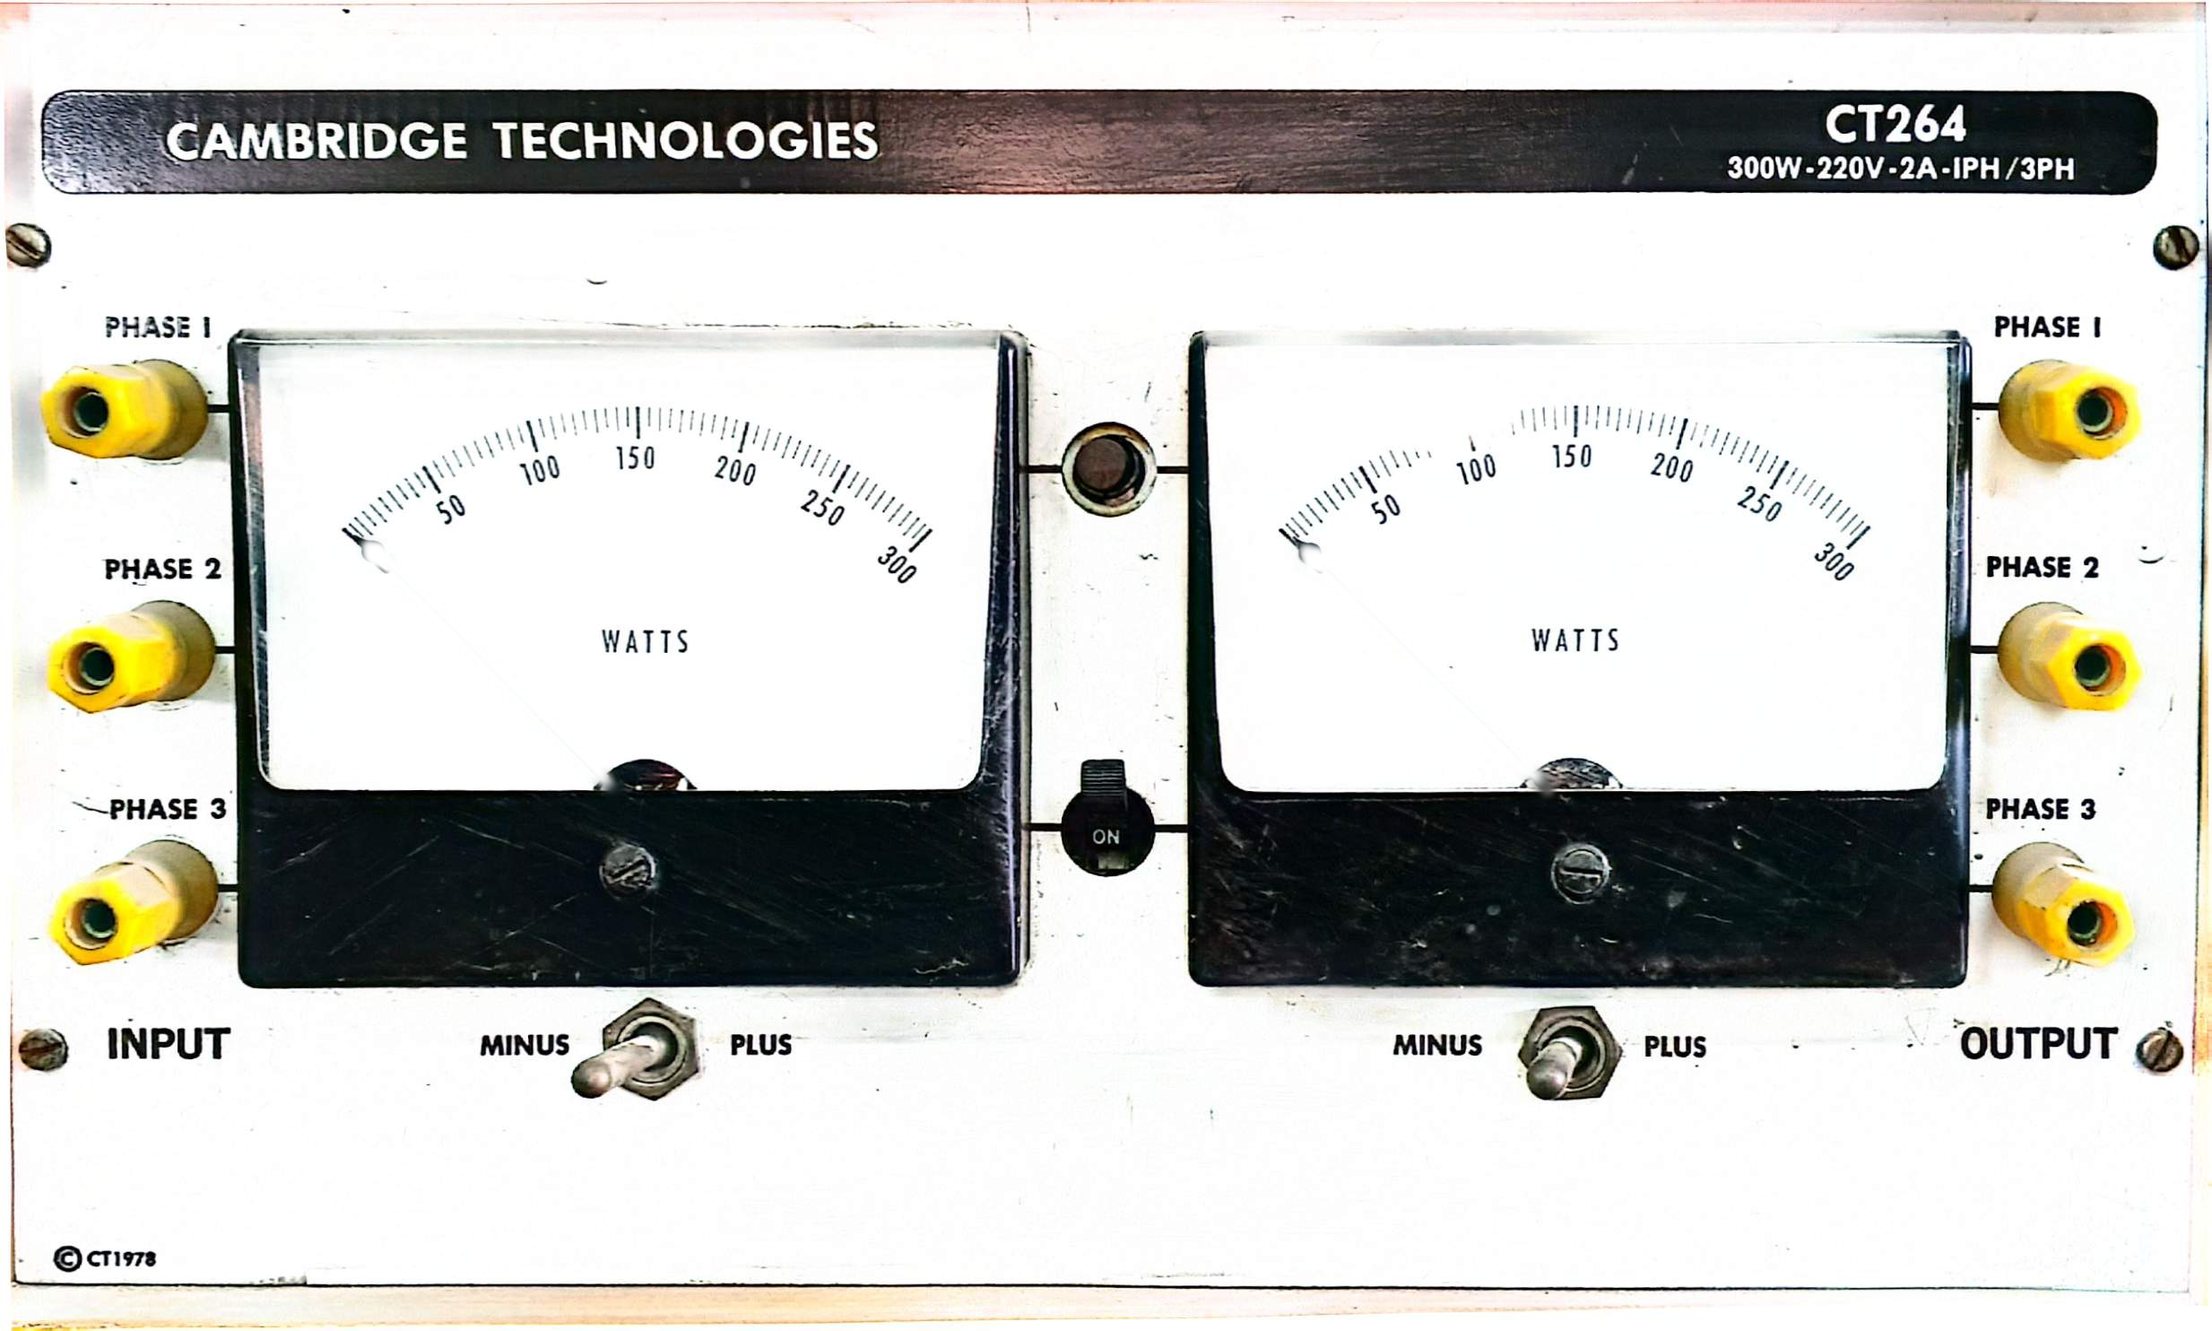 CAMBRIDGE TECHNOLOGIES
CT264
300W-220V-2A-1PH/3PH
PHASE 1
PHASE 1
50
100
150
200
250
300
WATTS
50
100
150
200
250
300
WATTS
PHASE 2
PHASE 2
PHASE 3
PHASE 3
ON
INPUT
MINUS
PLUS
MINUS
PLUS
OUTPUT
© CT1978